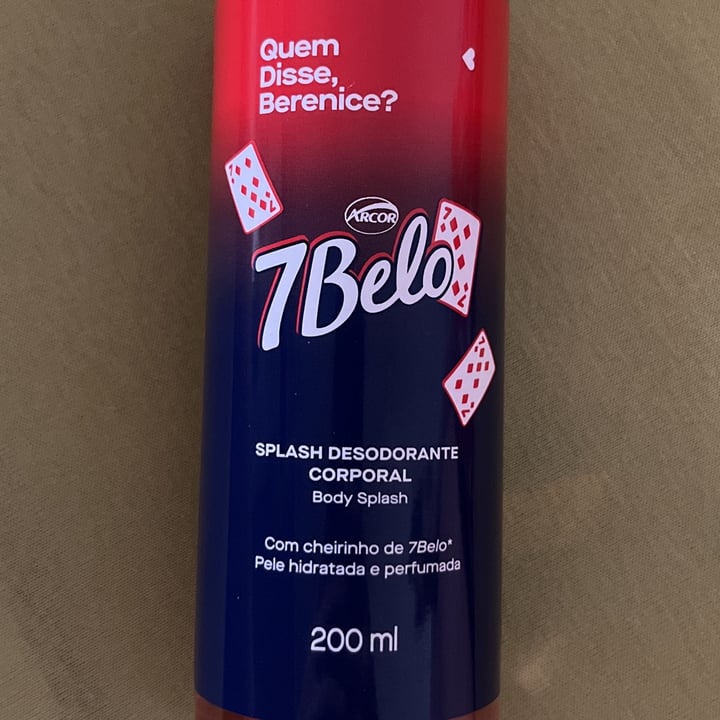 Quem
Disse,
Berenice?
ARCOR
7Belo
SPLASH DESODORANTE
CORPORAL
Body Splash
Com cheirinho de 7Belo*
Pele hidratada e perfumada
200 ml